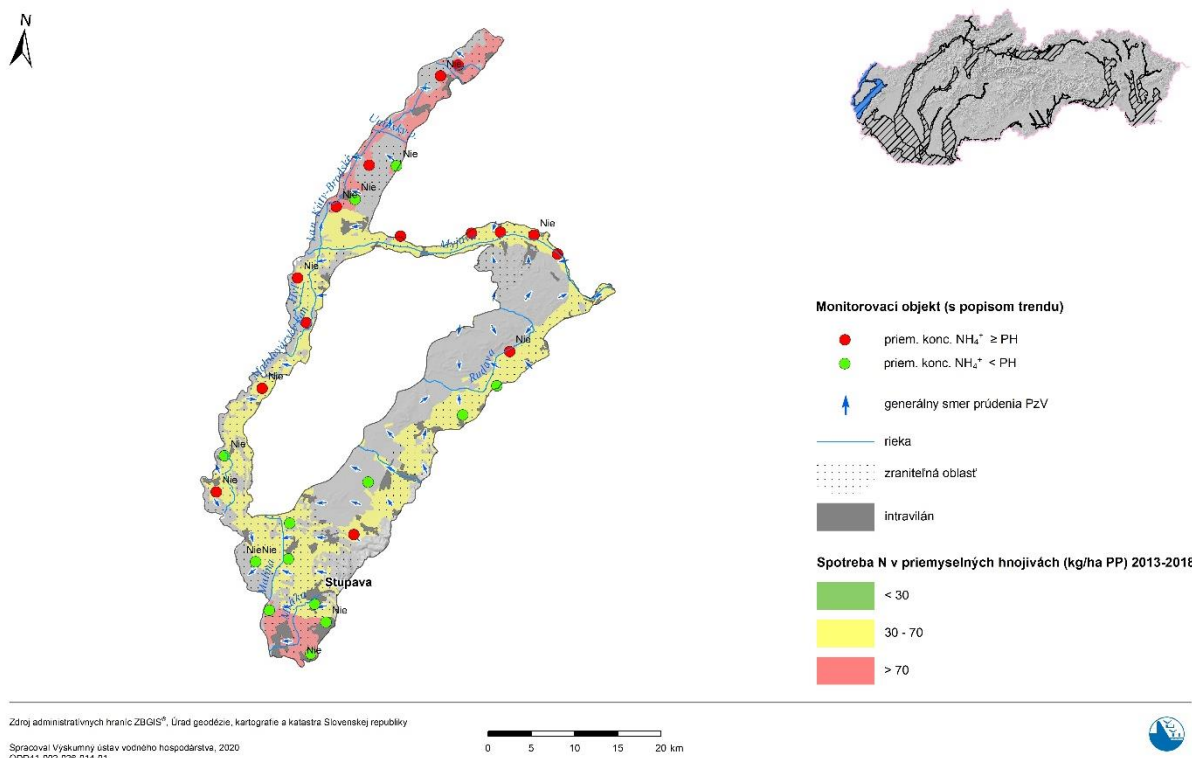 N
Nie
Nie
Nie
Nie
Nie
Myjava
Nie
Nie
Rudava
Nie
Nie
Nie
NieNie
Malina
Stupava
Nie
Nie
Monitorovaci objekt (s popisom trendu)
priem. konc. NH₄⁺ ≥ PH
priem. konc. NH₄⁺ < PH
generálny smer prúdenia PzV
rieka
zraniteľná oblasť
intravilán
Spotreba N v priemyselných hnojivách (kg/ha PP) 2013-2018
< 30
30 - 70
> 70
Zdroj administratívnych hraníc ZBGIS®, Úrad geodézie, kartografie a katastra Slovenskej republiky
Spracoval Výskumný ústav vodného hospodárstva, 2020
0 5 10 15 20 km